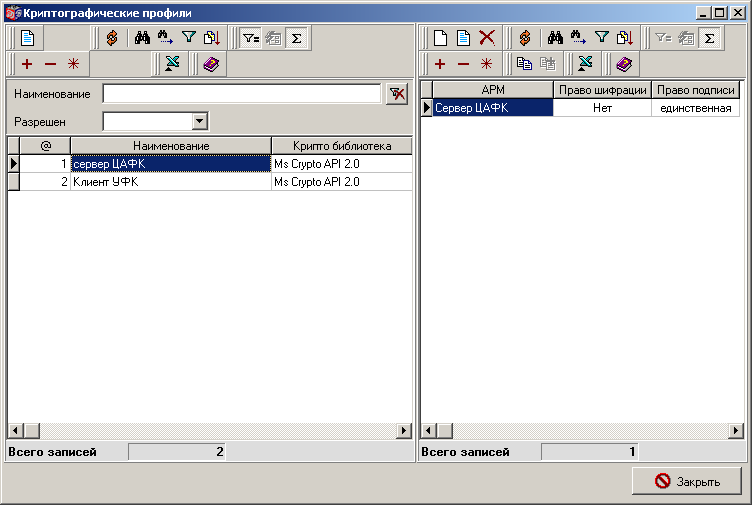 Криптографические профили
Наименование
Разрешен
@ Наименование Крипто библиотека
1 сервер ЦАФК Ms Crypto API 2.0
2 Клиент УФК Ms Crypto API 2.0
Всего записей 2
АРМ Право шифрации Право подписи
Сервер ЦАФК Нет единственная
Всего записей 1
Закрыть